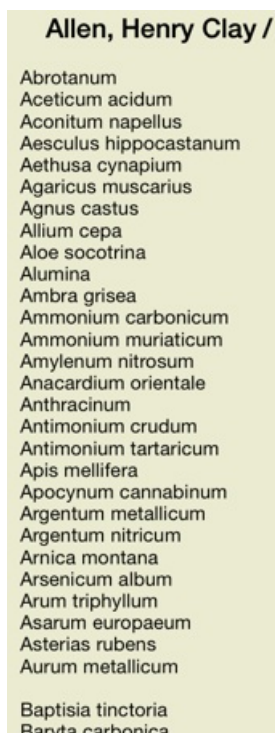 Allen, Henry Clay /
Abrotanum
Aceticum acidum
Aconitum napellus
Aesculus hippocastanum
Aethusa cynapium
Agaricus muscarius
Agnus castus
Allium cepa
Aloe socotrina
Alumina
Ambra grisea
Ammonium carbonicum
Ammonium muriaticum
Amylenum nitrosum
Anacardium orientale
Anthracinum
Antimonium crudum
Antimonium tartaricum
Apis mellifera
Apocynum cannabinum
Argentum metallicum
Argentum nitricum
Arnica montana
Arsenicum album
Arum triphyllum
Asarum europaeum
Asterias rubens
Aurum metallicum
Baptisia tinctoria
Baryta carbonica